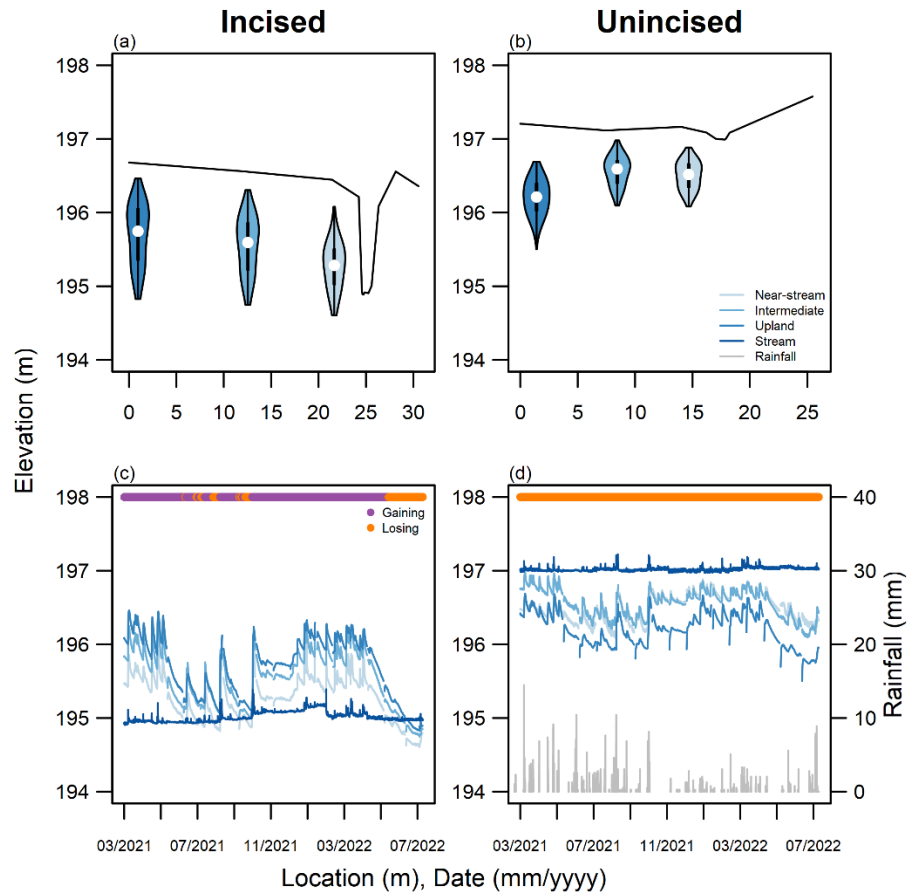 Incised
Unincised
(a)
(b)
198
197
196
195
194
0 5 10 15 20 25 30
198
197
196
195
194
0 5 10 15 20 25
Near-stream
Intermediate
Upland
Stream
Rainfall
Elevation (m)
(c)
(d)
198
197
196
195
194
Gaining
Losing
03/2021 07/2021 11/2021 03/2022 07/2022
198
197
196
195
194
40
30
20
10
0
Rainfall (mm)
03/2021 07/2021 11/2021 03/2022 07/2022
Location (m), Date (mm/yyyy)